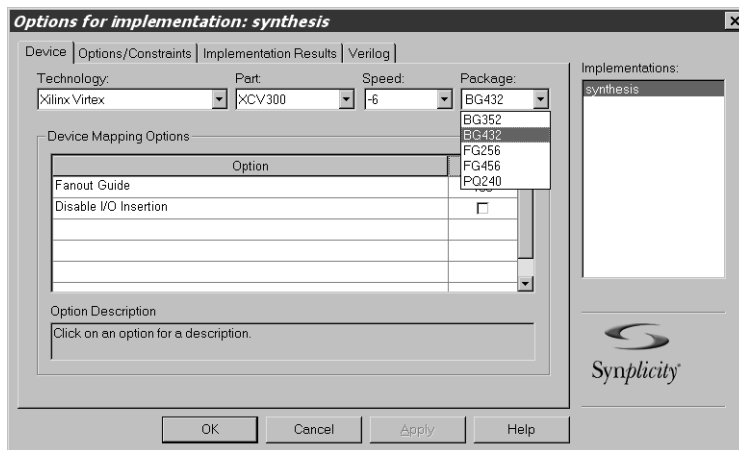 Options for implementation: synthesis
Device Options/Constraints Implementation Results Verilog
Technology: Part: Speed: Package:
Xilinx Virtex XCV300 -6 BG432
BG352
BG432
FG256
FG456
PQ240
Device Mapping Options
Option
Fanout Guide
Disable I/O Insertion
Option Description
Click on an option for a description.
OK Cancel Apply Help
Implementations:
synthesis
Synplicity